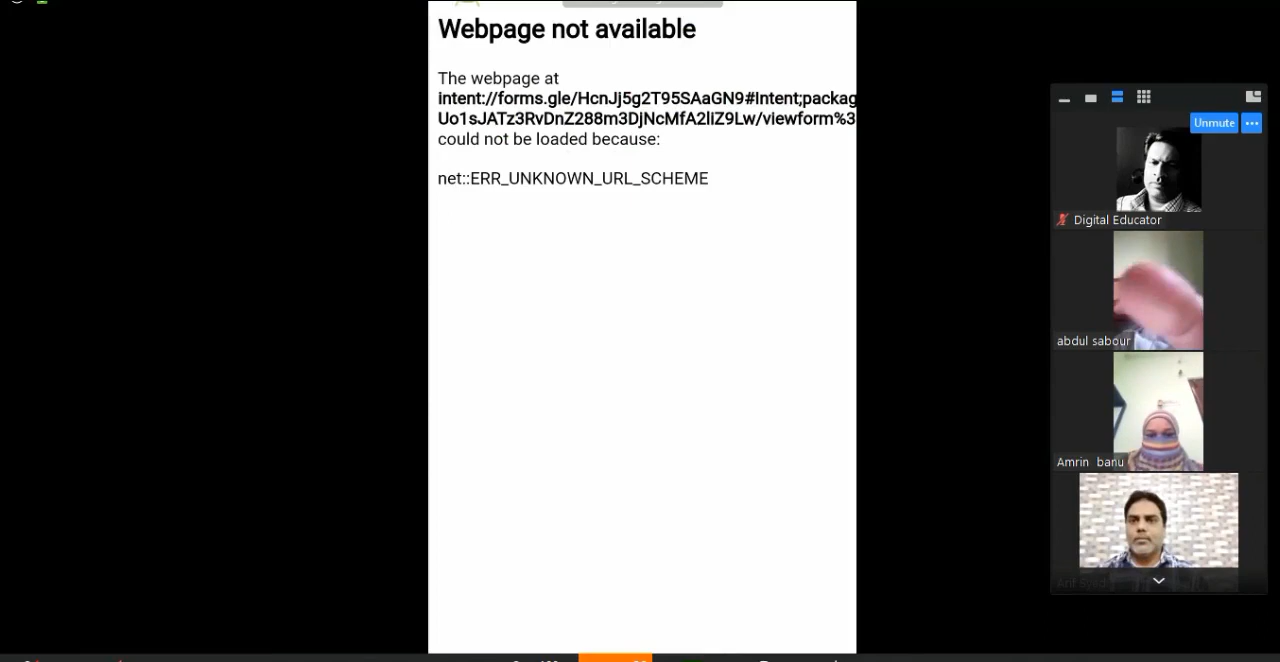 Webpage not available
The webpage at
intent://forms.gle/HcnJj5g2T95SAaGN9#Intent;packag
Uo1sJATz3RvDnZ288m3DjNcMfA2liZ9Lw/viewform%3
could not be loaded because:
net::ERR_UNKNOWN_URL_SCHEME
Unmute
Digital Educator
abdul sabour
Amrin banu